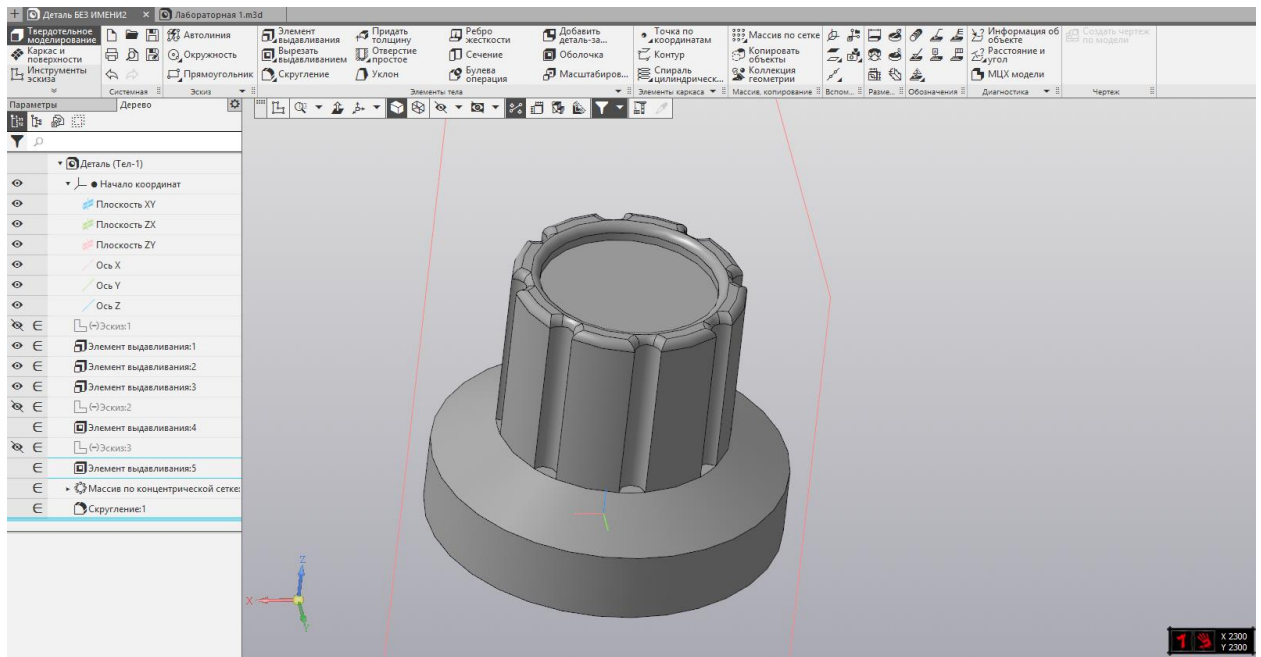 Деталь БЕЗ ИМЕНИ2
Лабораторная 1.m3d
Твердотельное моделирование
Каркас и поверхности
Инструменты эскиза
Системная
Автолиния
Окружность
Прямоугольник
Эскиз
Элемент выдавливания
Вырезать выдавливанием
Скругление
Придать толщину
Отверстие простое
Уклон
Ребро жесткости
Сечение
Булева операция
Добавить деталь-за...
Оболочка
Масштабиров...
Элементы тела
Точка по координатам
Контур
Спираль цилиндрическ...
Элементы каркаса
Массив по сетке
Копировать объекты
Коллекция геометрии
Массив, копирование
Вспом...
Разме...
Обозначения
Информация об объекте
Расстояние и угол
МЦХ модели
Диагностика
Создать чертеж по модели
Чертеж
Параметры
Дерево
Деталь (Тел-1)
Начало координат
Плоскость XY
Плоскость ZX
Плоскость ZY
Ось X
Ось Y
Ось Z
(-)Эскиз:1
Элемент выдавливания:1
Элемент выдавливания:2
Элемент выдавливания:3
(-)Эскиз:2
Элемент выдавливания:4
(-)Эскиз:3
Элемент выдавливания:5
Массив по концентрической сетке:
Скругление:1
Z
X
Y
X 2300
Y 2300